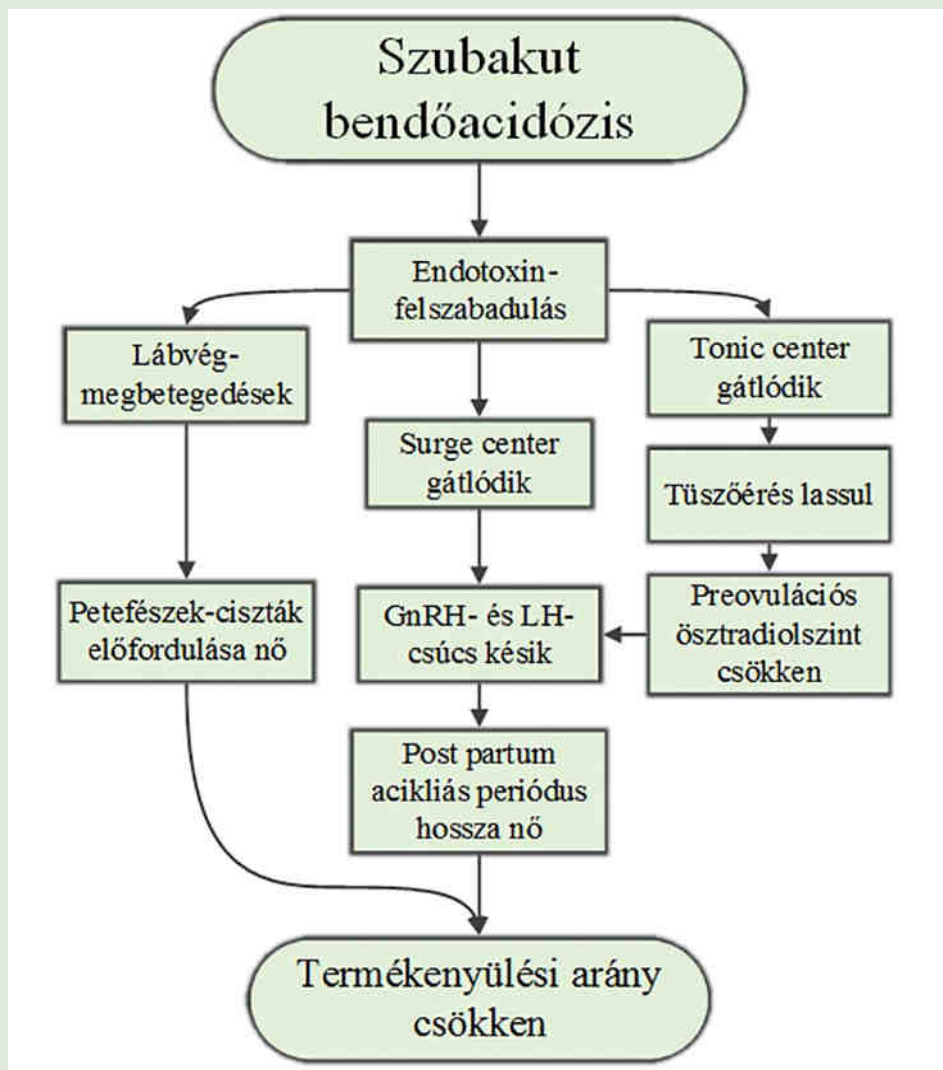 Szubakut
bendőacidózis
Endotoxin-
felszabadulás
Lábvég-
megbetegedések
Tonic center
gátlódik
Surge center
gátlódik
Tüszőérés lassul
Petefészek-ciszták
előfordulása nő
GnRH- és LH-
csúcs késik
Preovulációs
ösztradiolszint
csökken
Post partum
acikliás periódus
hossza nő
Termékenyülési arány
csökken